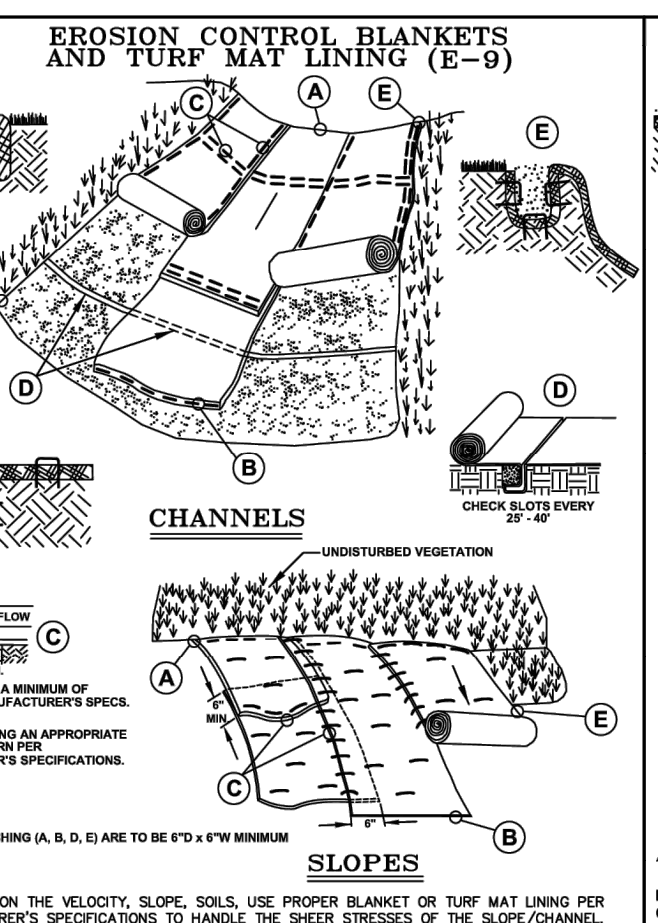 EROSION CONTROL BLANKETS
AND TURF MAT LINING (E-9)
C
A
E
E
D
B
D
CHECK SLOTS EVERY
25' - 40'
CHANNELS
UNDISTURBED VEGETATION
FLOW
C
A
A MINIMUM OF
UFACTURER'S SPECS.
NG AN APPROPRIATE
RN PER
R'S SPECIFICATIONS.
6"
MIN
E
C
HING (A, B, D, E) ARE TO BE 6"D x 6"W MINIMUM
6"
B
SLOPES
ON THE VELOCITY, SLOPE, SOILS, USE PROPER BLANKET OR TURF MAT LINING PER
RER'S SPECIFICATIONS TO HANDLE THE SHEER STRESSES OF THE SLOPE/CHANNEL.